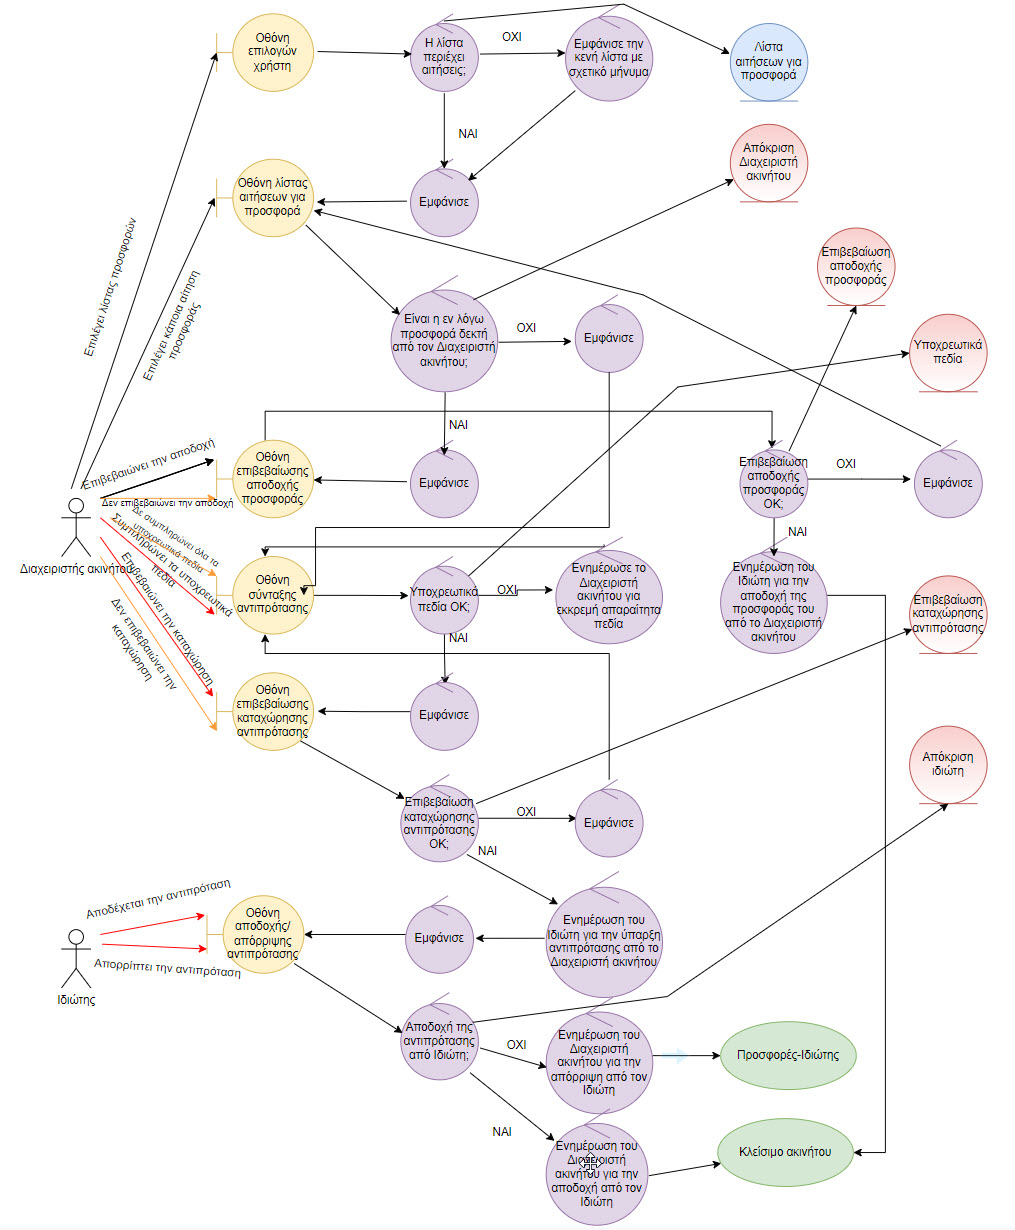 Οθόνη
επιλογών
χρήστη
Η λίστα
περιέχει
αιτήσεις;
ΟΧΙ
Εμφάνισε την
κενή λίστα με
σχετικό μήνυμα
Λίστα
αιτήσεων για
προσφορά
ΝΑΙ
Απόκριση
Διαχειριστή
ακινήτου
Οθόνη λίστας
αιτήσεων για
προσφορά
Εμφάνισε
Επιλέγει λίστας προσφορών
Επιλέγει κάποια αίτηση
προσφοράς
Επιβεβαίωση
αποδοχής
προσφοράς
Είναι η εν λόγω
προσφορά δεκτή
από τον Διαχειριστή
ακινήτου;
ΟΧΙ
Εμφάνισε
Υποχρεωτικά
πεδία
ΝΑΙ
Επιβεβαιώνει την αποδοχή
Οθόνη
επιβεβαίωσης
αποδοχής
προσφοράς
Εμφάνισε
Επιβεβαίωση
αποδοχής
προσφοράς
ΟΚ;
ΟΧΙ
Εμφάνισε
Δεν επιβεβαιώνει την αποδοχή
ΝΑΙ
Διαχειριστής ακινήτου
Δε συμπληρώνει όλα τα
υποχρεωτικά πεδία
Συμπληρώνει τα υποχρεωτικά
πεδία
Οθόνη
σύνταξης
αντιπρότασης
Υποχρεωτικά
πεδία ΟΚ;
ΟΧΙ
Ενημέρωσε το
Διαχειριστή
ακινήτου για
εκκρεμή απαραίτητα
πεδία
Ενημέρωση του
Ιδιώτη για την
αποδοχή της
προσφοράς του
από το Διαχειριστή
ακινήτου
Επιβεβαίωση
καταχώρησης
αντιπρότασης
ΝΑΙ
Επιβεβαιώνει την καταχώρηση
Δεν επιβεβαιώνει την
καταχώρηση
Οθόνη
επιβεβαίωσης
καταχώρησης
αντιπρότασης
Εμφάνισε
Απόκριση
ιδιώτη
Επιβεβαίωση
καταχώρησης
αντιπρότασης
ΟΚ;
ΟΧΙ
Εμφάνισε
ΝΑΙ
Αποδέχεται την αντιπρόταση
Οθόνη
αποδοχής/
απόρριψης
αντιπρότασης
Εμφάνισε
Ενημέρωση του
Ιδιώτη για την ύπαρξη
αντιπρότασης από το
Διαχειριστή ακινήτου
Απορρίπτει την αντιπρόταση
Ιδιώτης
Αποδοχή της
αντιπρότασης
από Ιδιώτη;
ΟΧΙ
Ενημέρωση του
Διαχειριστή
ακινήτου για την
απόρριψη από τον
Ιδιώτη
Προσφορές-Ιδιώτης
ΝΑΙ
Ενημέρωση του
Διαχειριστή
ακινήτου για την
αποδοχή από τον
Ιδιώτη
Κλείσιμο ακινήτου